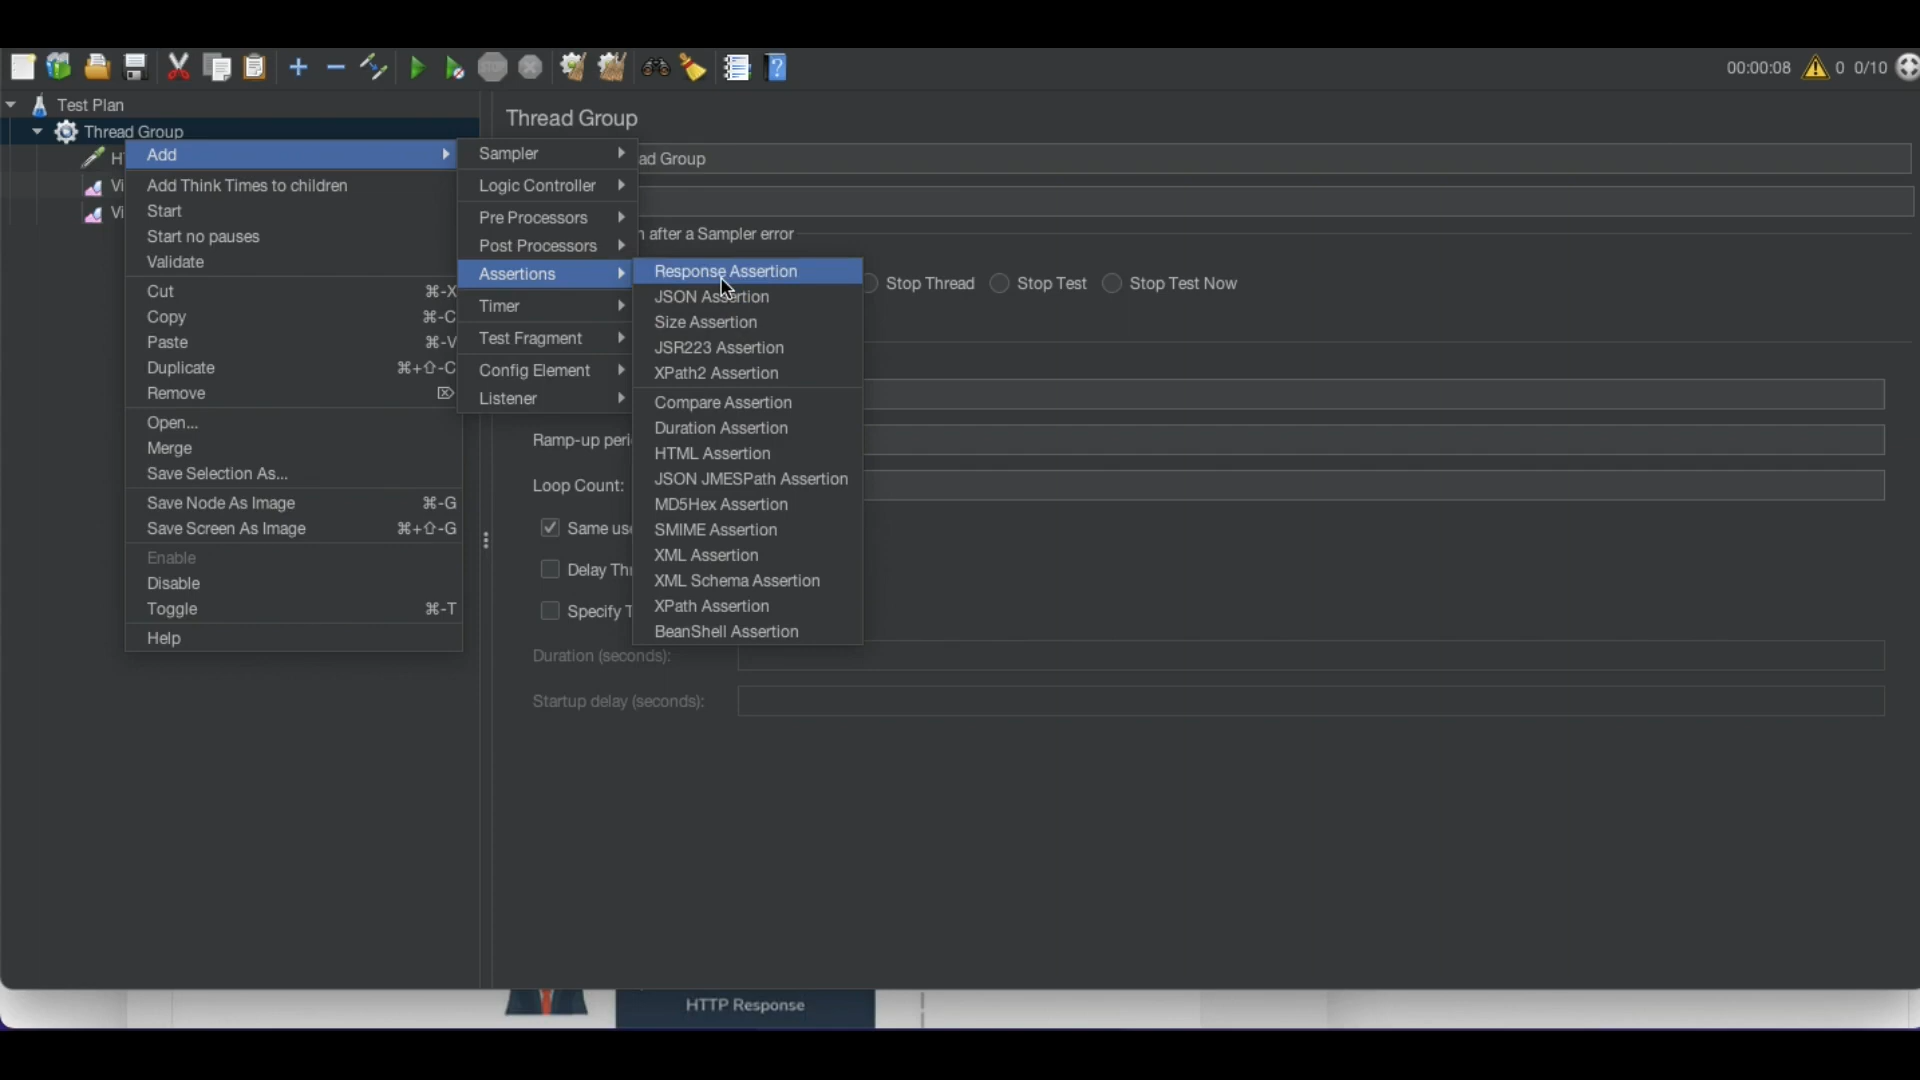 00:00:08 0 0/10
Test Plan
Thread Group
H
Vi
Vi
Add
Add Think Times to children
Start
Start no pauses
Validate
Cut ⌘-X
Copy ⌘-C
Paste ⌘-V
Duplicate ⌘+⇧-C
Remove ⌦
Open...
Merge
Save Selection As...
Save Node As Image ⌘-G
Save Screen As Image ⌘+⇧-G
Enable
Disable
Toggle ⌘-T
Help
Sampler
Logic Controller
Pre Processors
Post Processors
Assertions
Timer
Test Fragment
Config Element
Listener
Response Assertion
JSON Assertion
Size Assertion
JSR223 Assertion
XPath2 Assertion
Compare Assertion
Duration Assertion
HTML Assertion
JSON JMESPath Assertion
MD5Hex Assertion
SMIME Assertion
XML Assertion
XML Schema Assertion
XPath Assertion
BeanShell Assertion
Thread Group
ad Group
n after a Sampler error
Stop Thread Stop Test Stop Test Now
Ramp-up peri
Loop Count:
Same use
Delay Thr
Specify T
Duration (seconds):
Startup delay (seconds):
HTTP Response